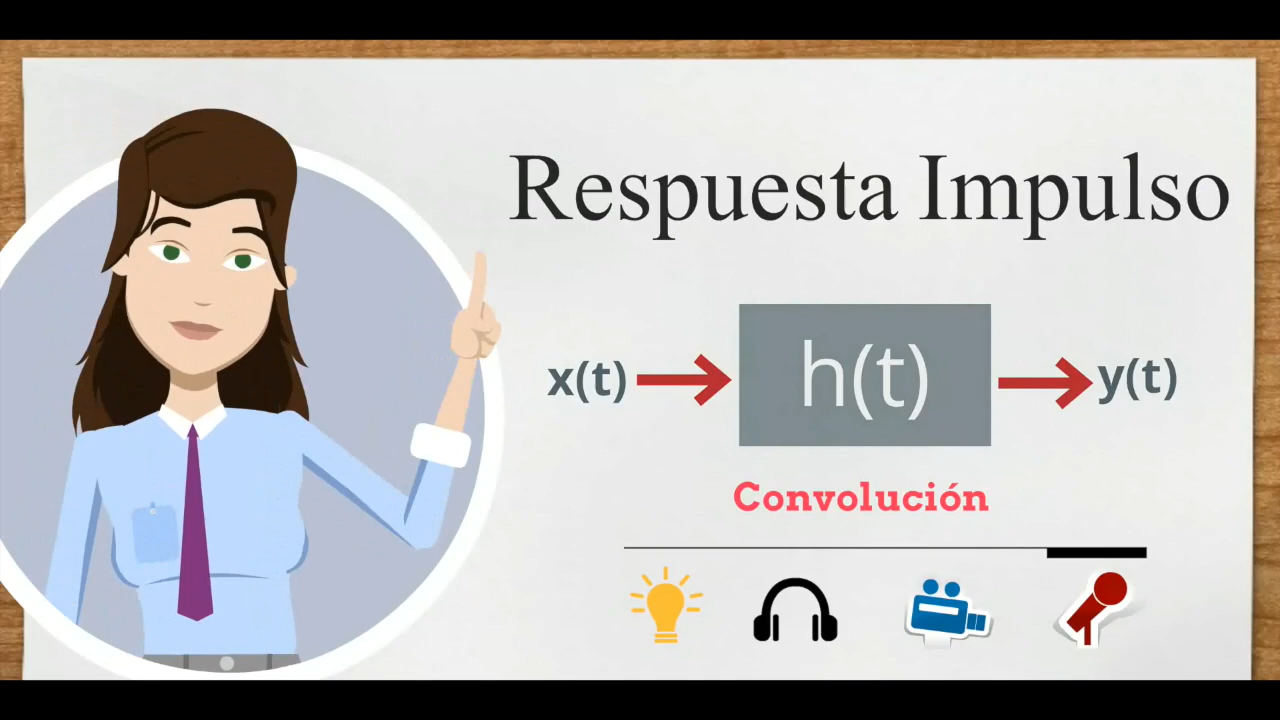 Respuesta Impulso
x(t)
h(t)
y(t)
Convolución